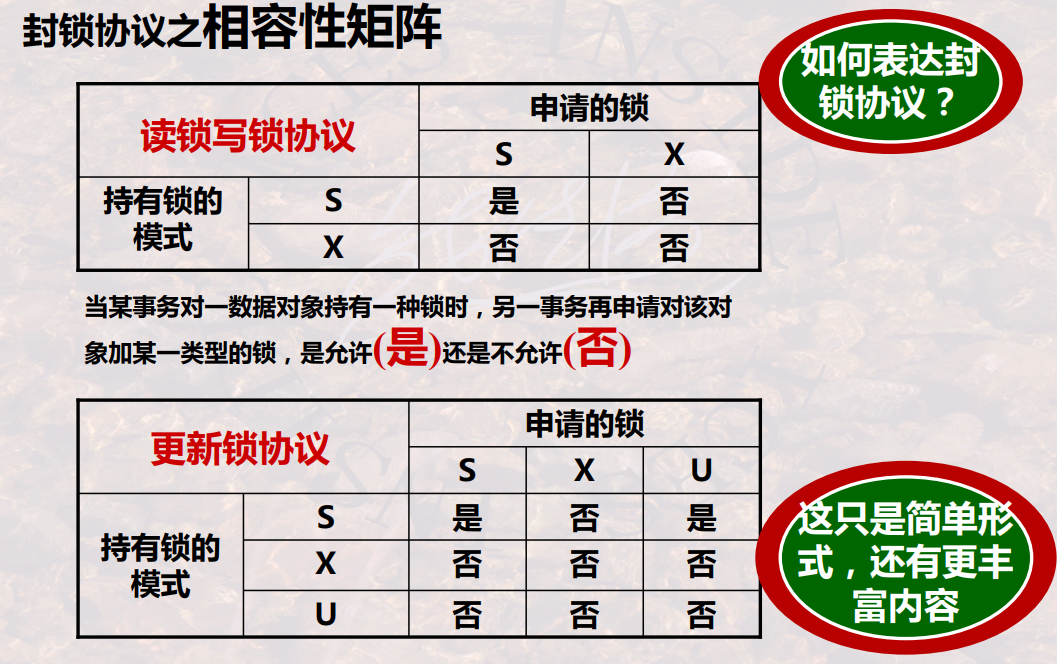 封锁协议之相容性矩阵
如何表达封
锁协议？
读锁写锁协议
申请的锁
S X
持有锁的
模式
S 是 否
X 否 否
当某事务对一数据对象持有一种锁时，另一事务再申请对该对
象加某一类型的锁，是允许(是)还是不允许(否)
更新锁协议
申请的锁
S X U
持有锁的
模式
S 是 否 是
X 否 否 否
U 否 否 否
这只是简单形
式，还有更丰
富内容